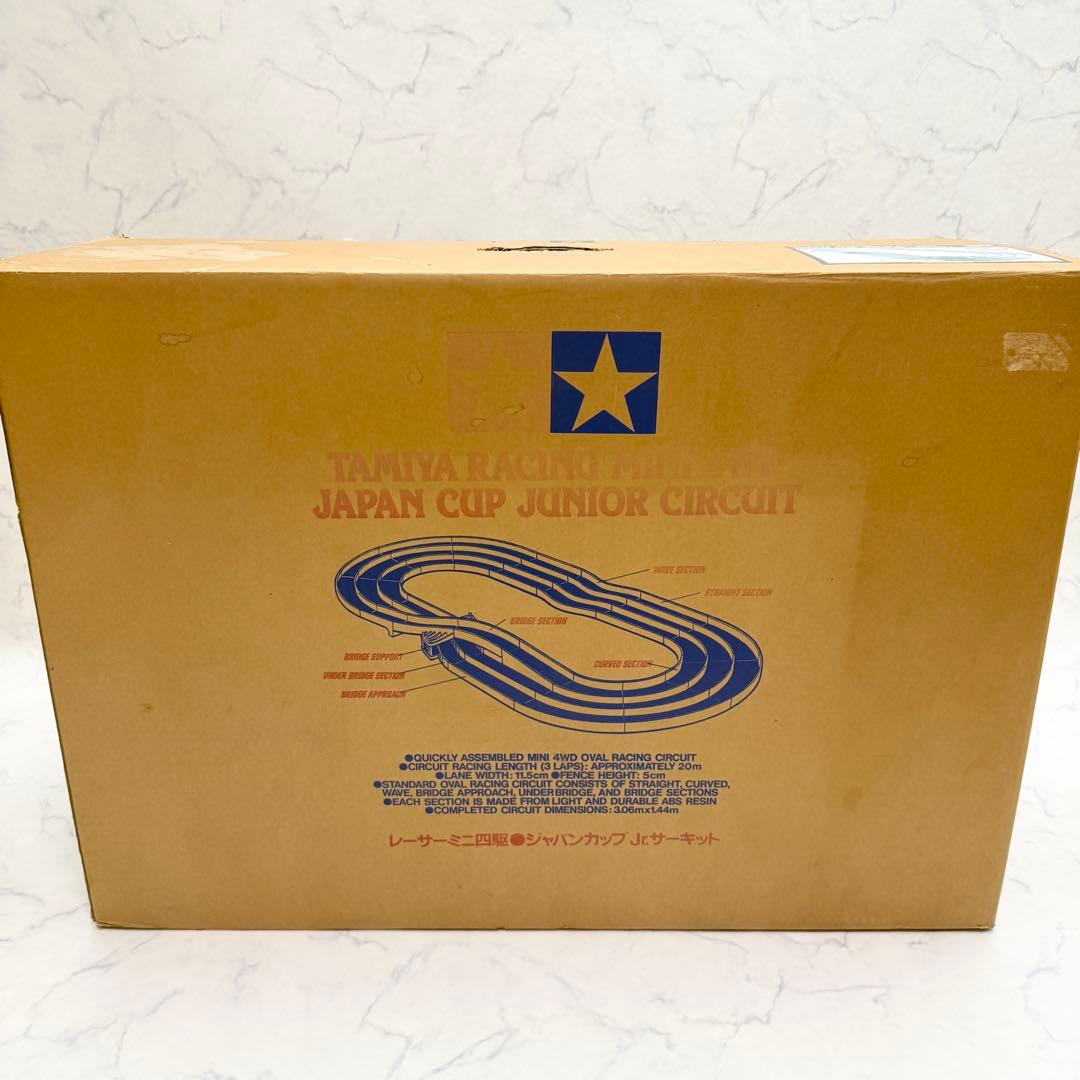 TAMIYA RACING MINI 4WD
JAPAN CUP JUNIOR CIRCUIT
WAVE SECTION
STRAIGHT SECTION
BRIDGE SECTION
BRIDGE SUPPORT
CURVED SECTION
UNDER BRIDGE SECTION
BRIDGE APPROACH
●QUICKLY ASSEMBLED MINI 4WD OVAL RACING CIRCUIT
●CIRCUIT RACING LENGTH (3 LAPS): APPROXIMATELY 20m
●LANE WIDTH: 11.5cm ●FENCE HEIGHT: 5cm
●STANDARD OVAL RACING CIRCUIT CONSISTS OF STRAIGHT, CURVED,
WAVE, BRIDGE APPROACH, UNDER BRIDGE, AND BRIDGE SECTIONS
●EACH SECTION IS MADE FROM LIGHT AND DURABLE ABS RESIN
●COMPLETED CIRCUIT DIMENSIONS: 3.06m×1.44m
レーサーミニ四駆●ジャパンカップ Jr.サーキット